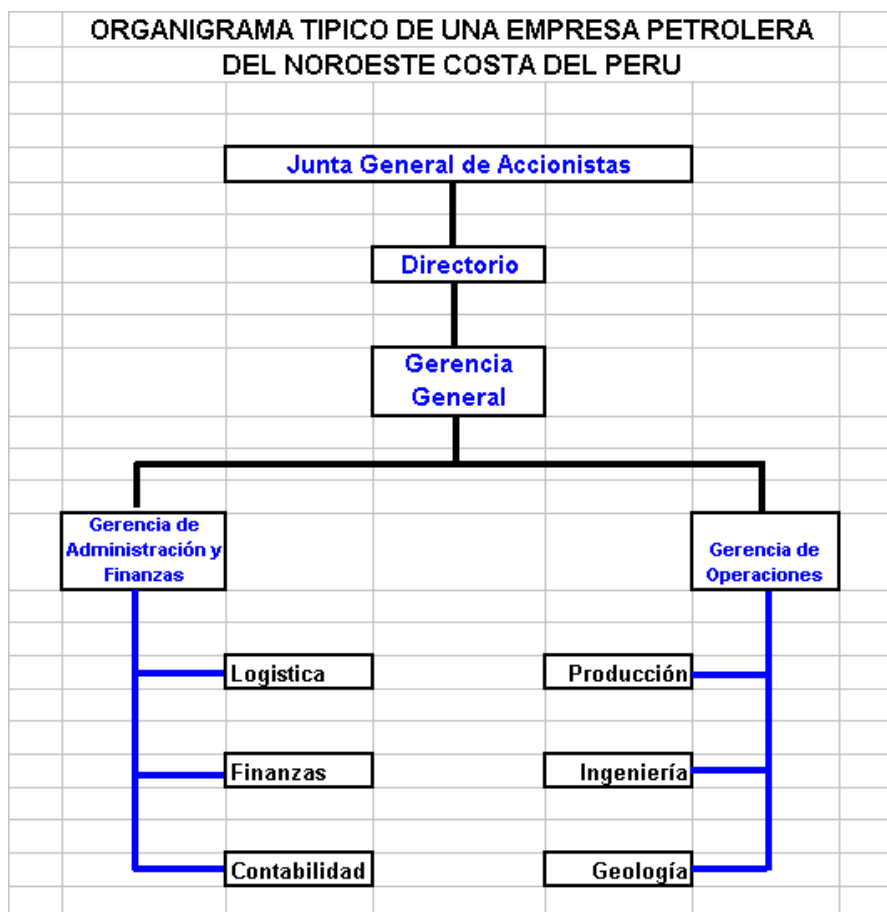 ORGANIGRAMA TIPICO DE UNA EMPRESA PETROLERA
DEL NOROESTE COSTA DEL PERU
Junta General de Accionistas
Directorio
Gerencia
General
Gerencia de
Administración y
Finanzas
Gerencia de
Operaciones
Logistica
Producción
Finanzas
Ingeniería
Contabilidad
Geología